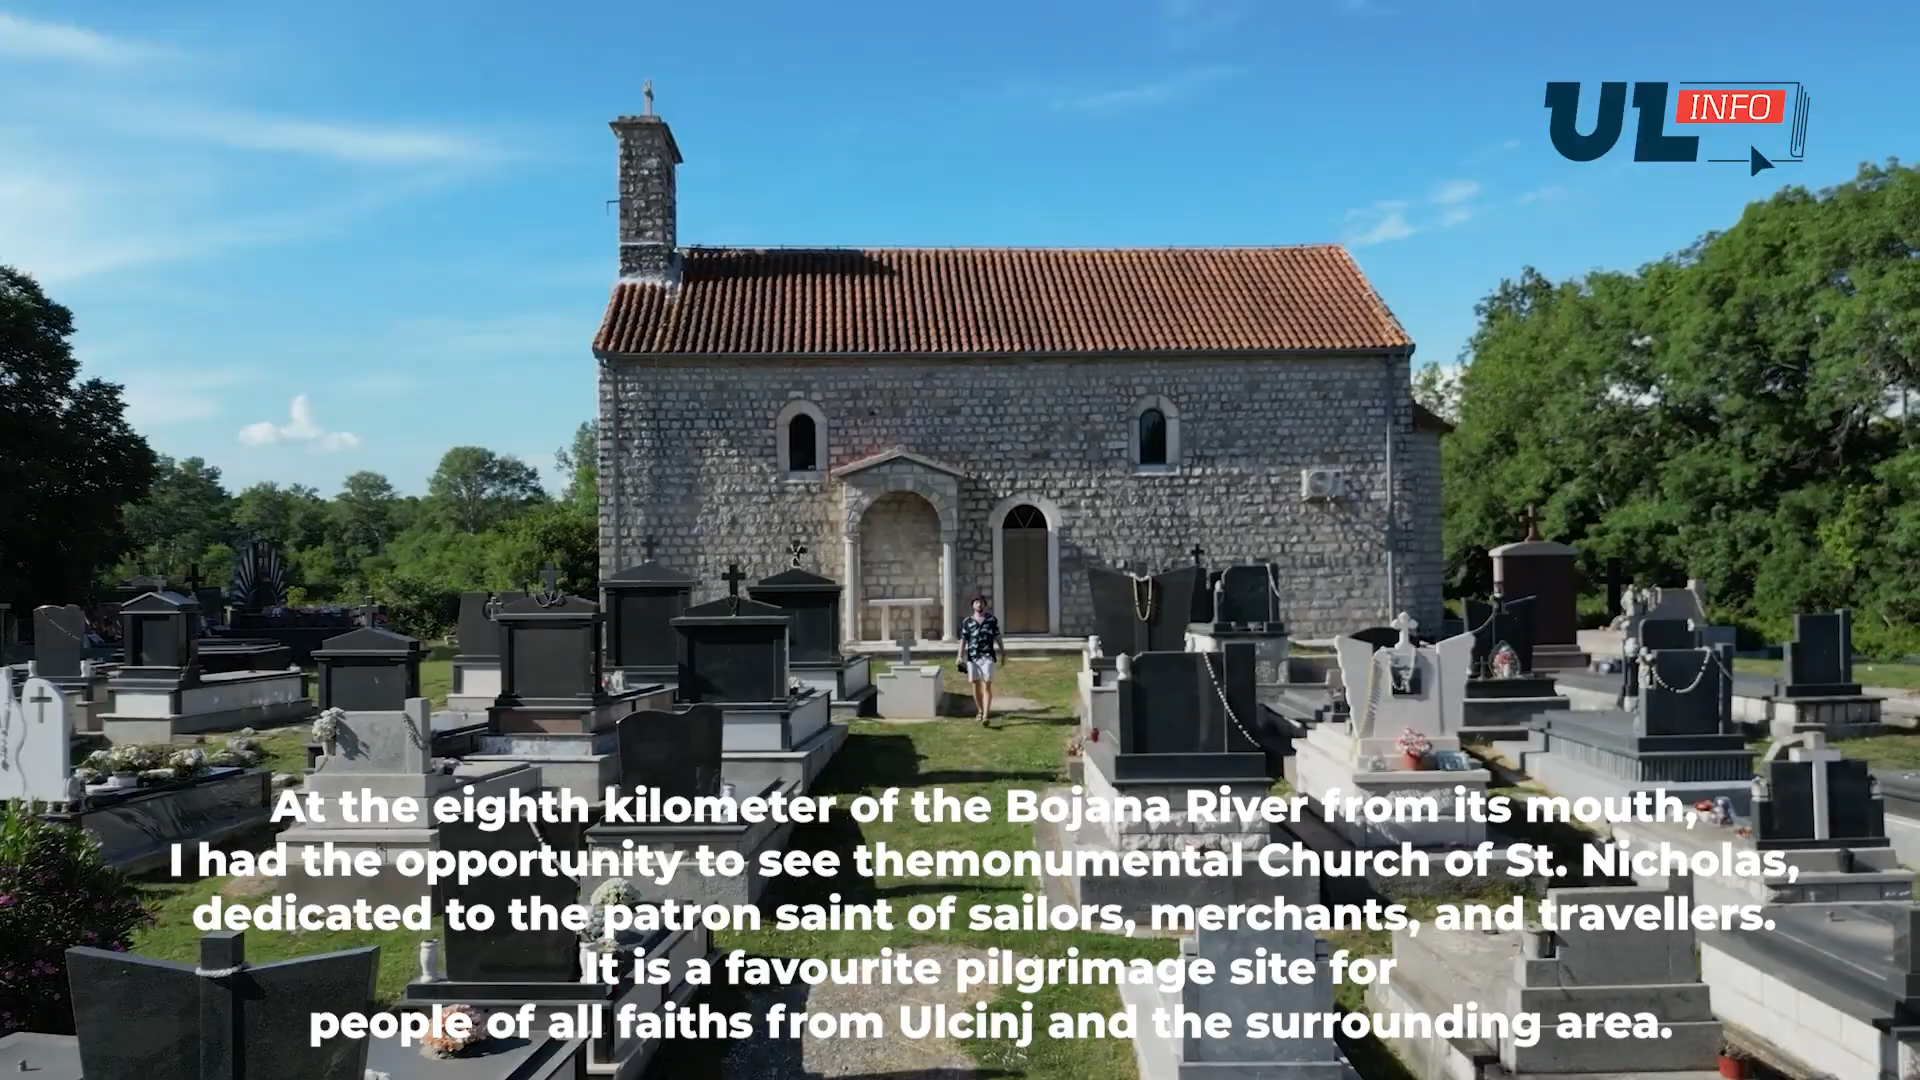 UL INFO
At the eighth kilometer of the Bojana River from its mouth,
I had the opportunity to see themonumental Church of St. Nicholas,
dedicated to the patron saint of sailors, merchants, and travellers.
It is a favourite pilgrimage site for
people of all faiths from Ulcinj and the surrounding area.